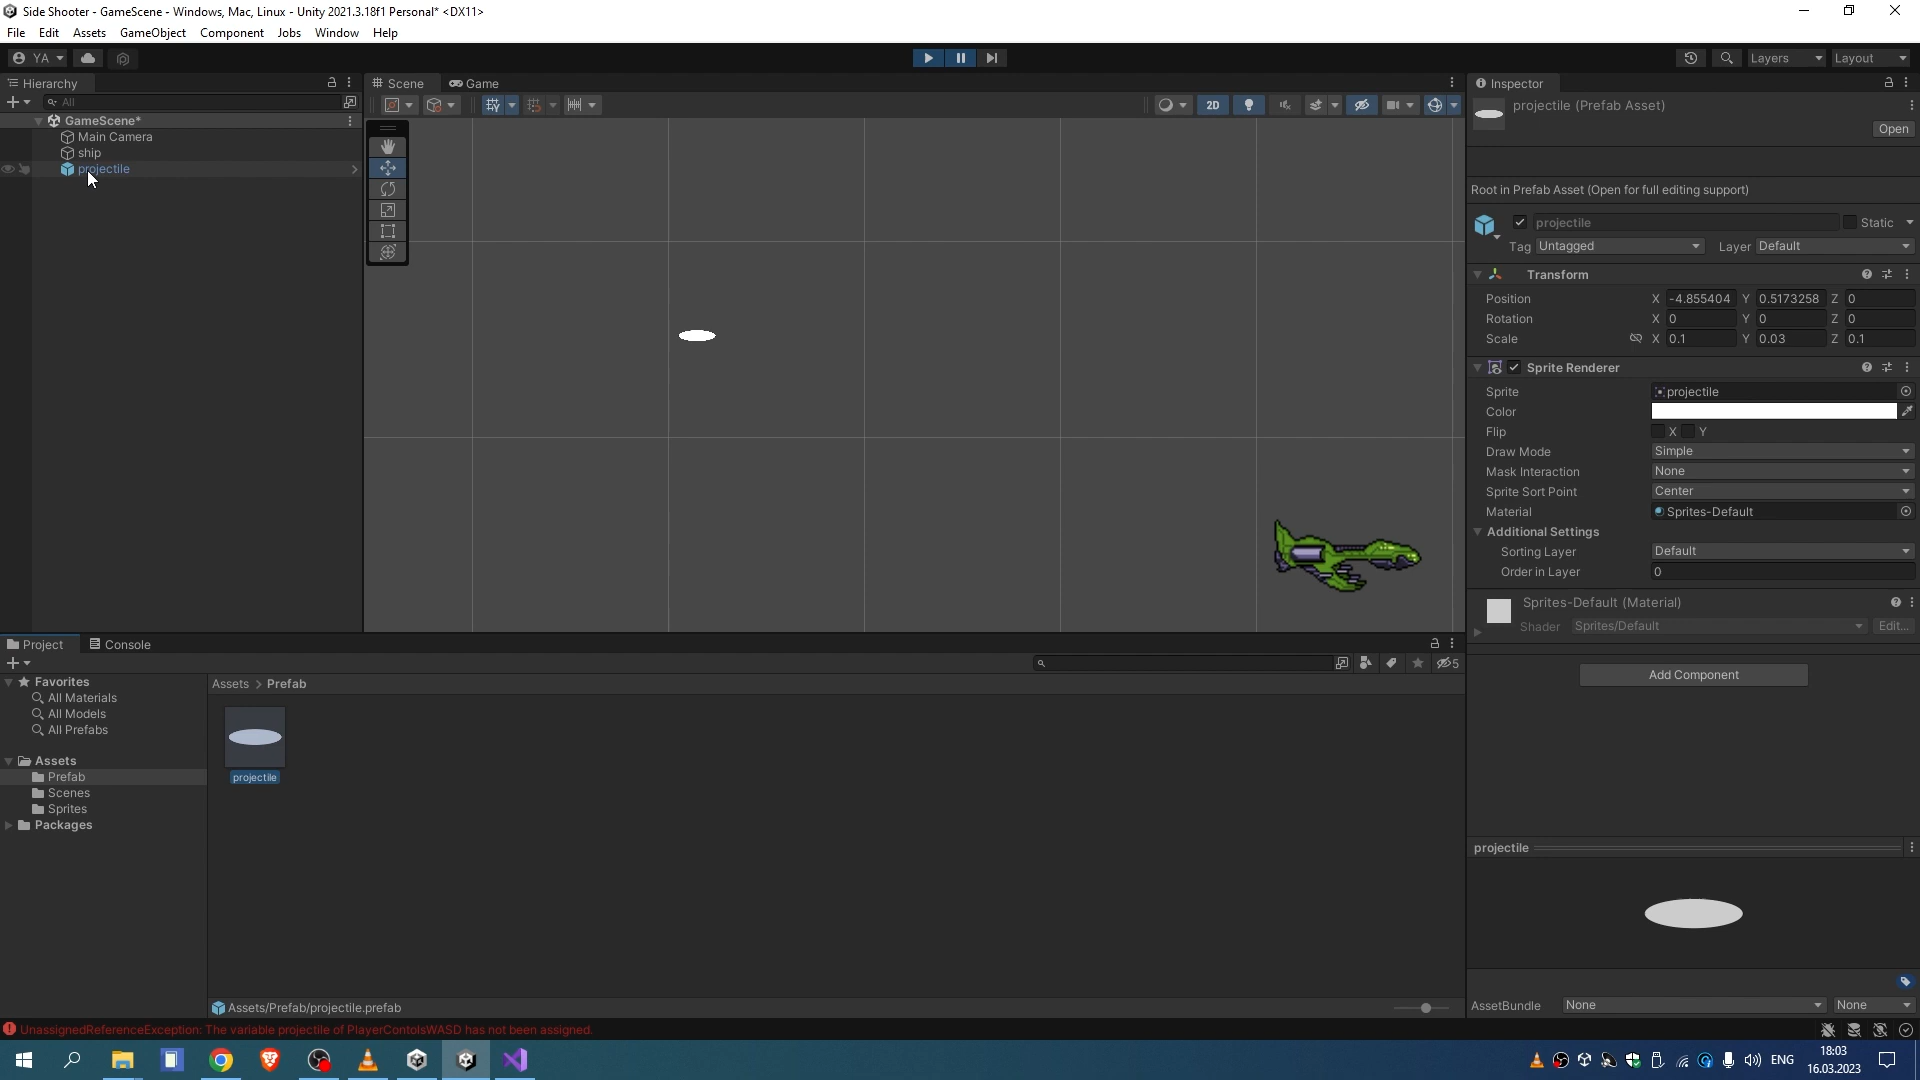 Side Shooter - GameScene - Windows, Mac, Linux - Unity 2021.3.18f1 Personal* <DX11>
File Edit Assets GameObject Component Jobs Window Help
YA
Layers Layout
Hierarchy
All
GameScene*
Main Camera
ship
projectile
Scene Game
2D
Inspector
projectile (Prefab Asset)
Open
Root in Prefab Asset (Open for full editing support)
projectile Static
Tag Untagged Layer Default
Transform
Position X -4.855404 Y 0.5173258 Z 0
Rotation X 0 Y 0 Z 0
Scale X 0.1 Y 0.03 Z 0.1
Sprite Renderer
Sprite projectile
Color
Flip X Y
Draw Mode Simple
Mask Interaction None
Sprite Sort Point Center
Material Sprites-Default
Additional Settings
Sorting Layer Default
Order in Layer 0
Sprites-Default (Material)
Shader Sprites/Default Edit...
Add Component
projectile
AssetBundle None None
Project Console
5
Favorites
All Materials
All Models
All Prefabs
Assets
Prefab
Scenes
Sprites
Packages
Assets > Prefab
projectile
Assets/Prefab/projectile.prefab
UnassignedReferenceException: The variable projectile of PlayerContolsWASD has not been assigned.
ENG
18:03
16.03.2023